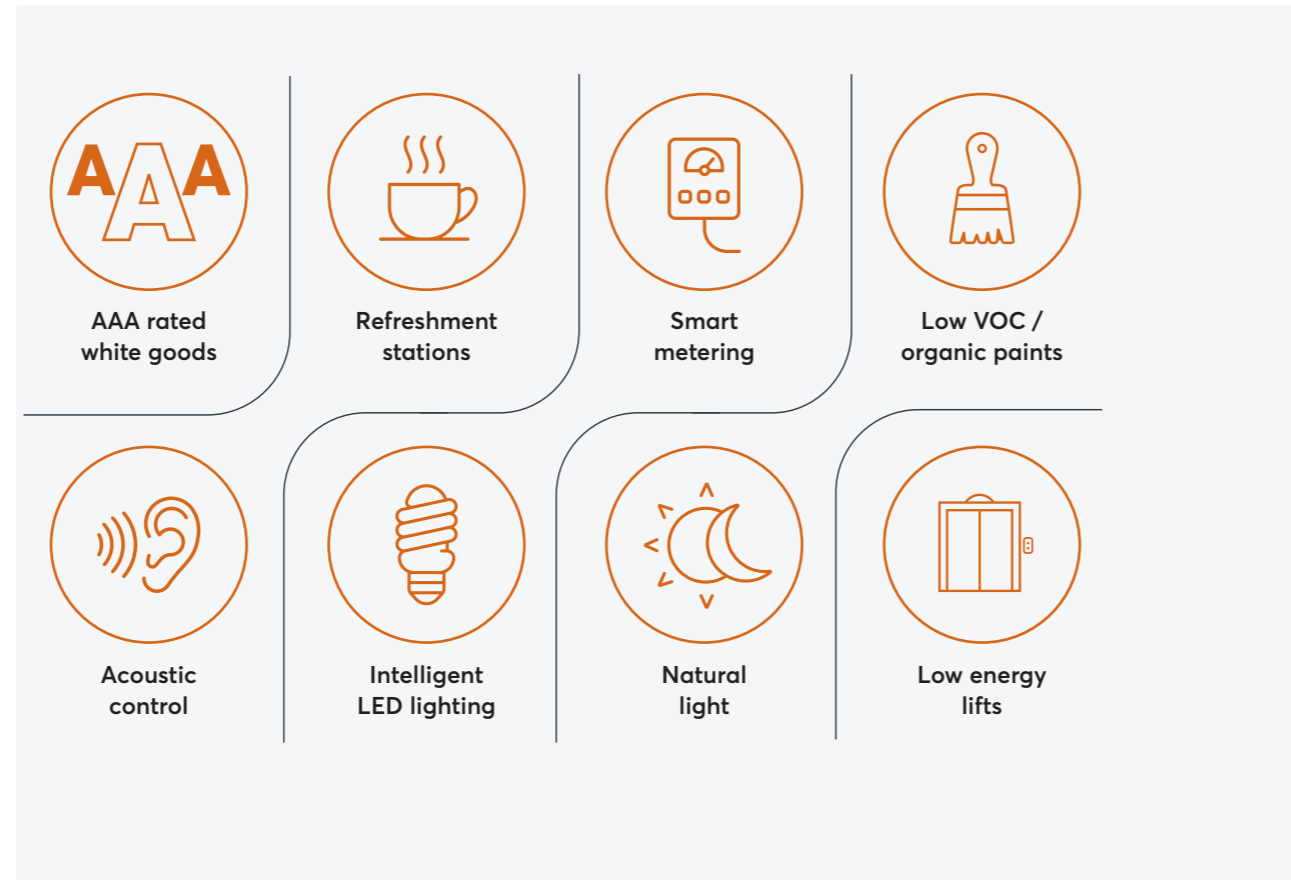 AAA
AAA rated
white goods
Refreshment
stations
Smart
metering
Low VOC /
organic paints
Acoustic
control
Intelligent
LED lighting
Natural
light
Low energy
lifts